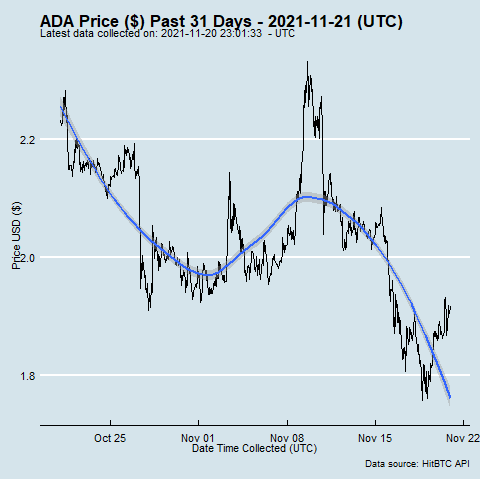 ADA Price ($) Past 31 Days - 2021-11-21 (UTC)
Latest data collected on: 2021-11-20 23:01:33  - UTC
Price USD ($)
2.2
2.0
1.8
Oct 25
Nov 01
Nov 08
Nov 15
Nov 22
Date Time Collected (UTC)
Data source: HitBTC API